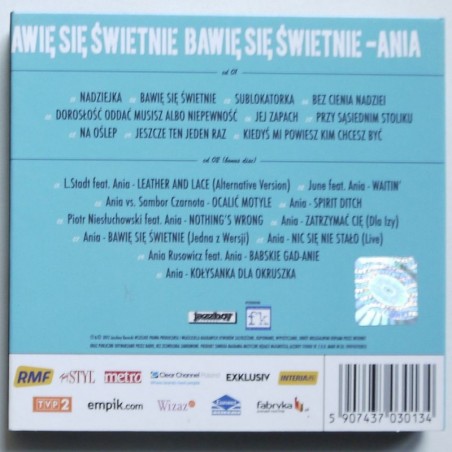 AWIĘ SIĘ ŚWIETNIE BAWIĘ SIĘ ŚWIETNIE -ANIA
cd 01
NADZIEJKA BAWIĘ SIĘ ŚWIETNIE SUBLOKATORKA BEZ CIENIA NADZIEI
DOROSŁOŚĆ ODDAĆ MUSISZ ALBO NIEPEWNOŚĆ JEJ ZAPACH PRZY SĄSIEDNIM STOLIKU
NA OŚLEP JESZCZE TEN JEDEN RAZ KIEDYŚ MI POWIESZ KIM CHCESZ BYĆ
cd 02 (bonus disc)
L.Stadt feat. Ania - LEATHER AND LACE (Alternative Version) June feat. Ania - WAITIN'
Ania vs. Sambor Czarnota - OCALIĆ MOTYLE Ania - SPIRIT DITCH
Piotr Niesłuchowski feat. Ania - NOTHING'S WRONG Ania - ZATRZYMAĆ CIĘ (Dla Izy)
Ania - BAWIĘ SIĘ ŚWIETNIE (Jedna z Wersji) Ania - NIC SIĘ NIE STAŁO (Live)
Ania Rusowicz feat. Ania - BABSKIE GAD-ANIE
Ania - KOŁYSANKA DLA OKRUSZKA
jazzboy fk
RMF STYL metro Clear Channel Poland EXKLUSIV INTERIA.PL
TVP2 empik.com Wizaz fabryka
5 907437 030134